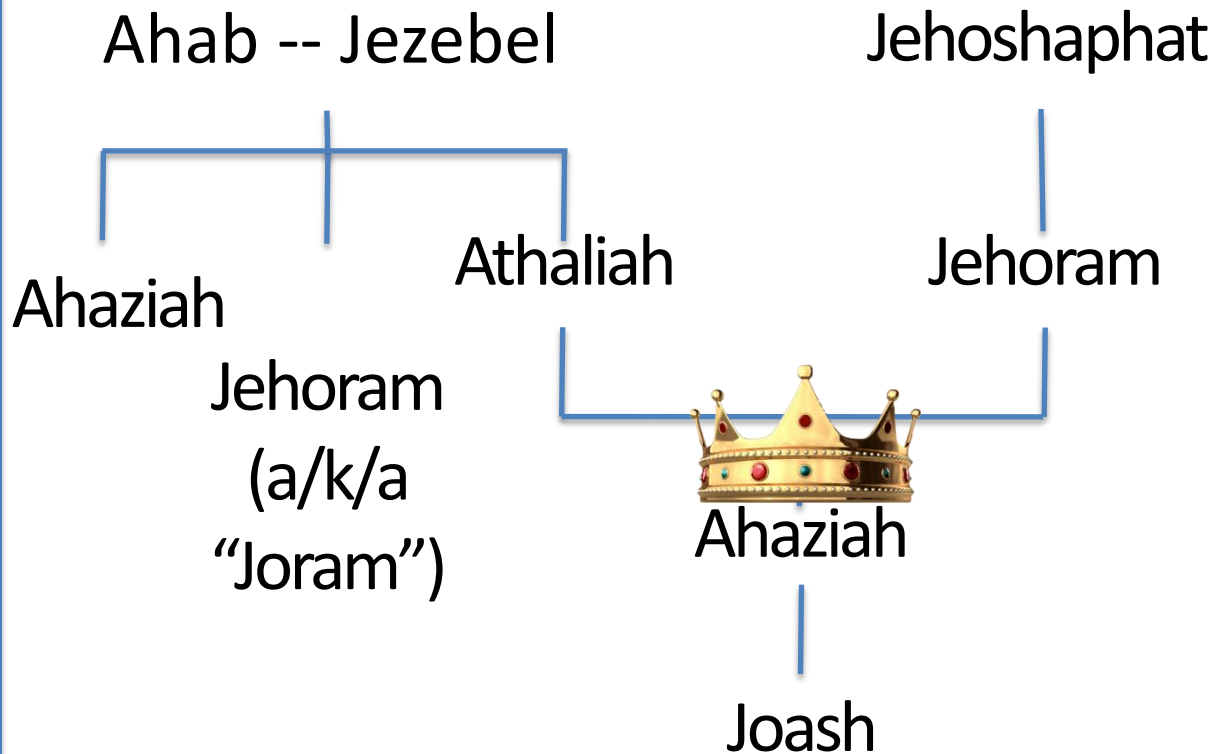 Ahab -- Jezebel
Jehoshaphat
Ahaziah
Athaliah
Jehoram
Jehoram
(a/k/a
“Joram”)
Ahaziah
Joash